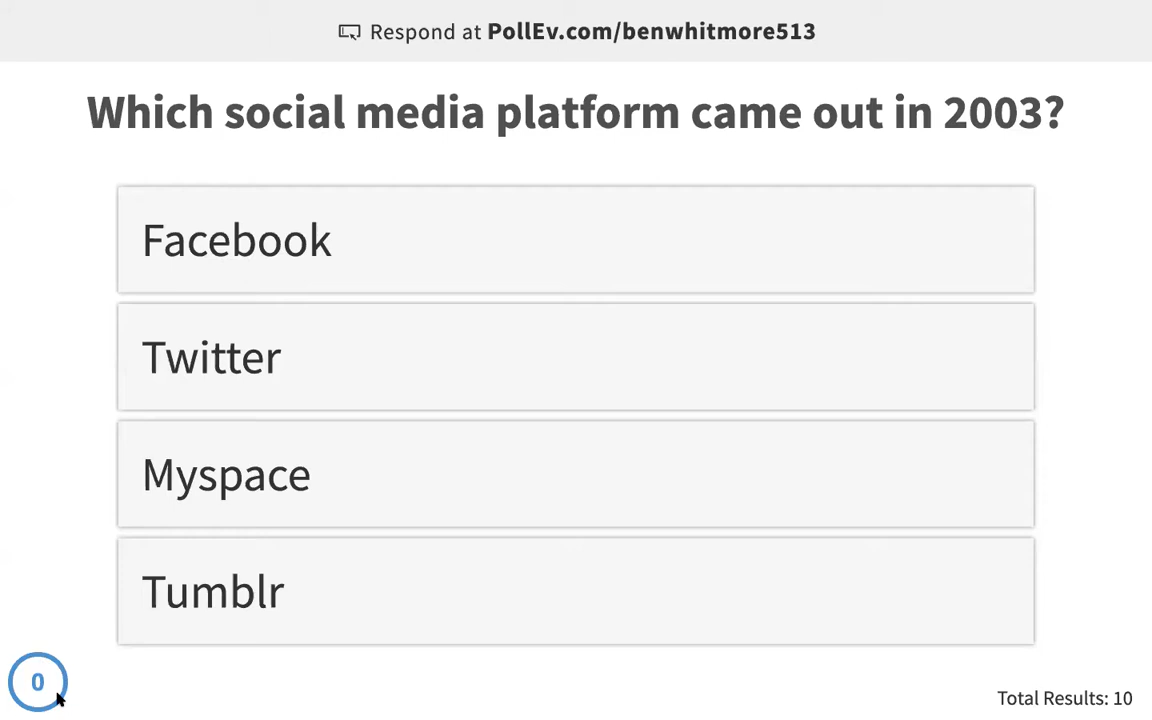 Respond at PollEv.com/benwhitmore513
Which social media platform came out in 2003?
Facebook
Twitter
Myspace
Tumblr
0
Total Results: 10